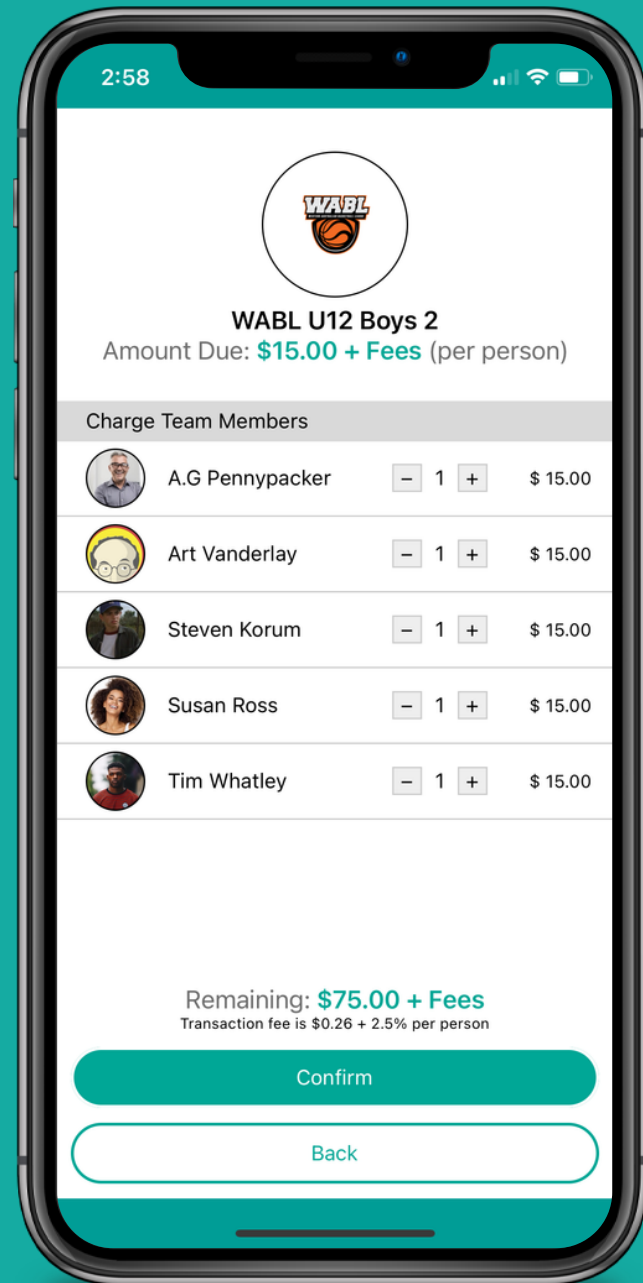 2:58
WABL
WABL U12 Boys 2
Amount Due: $15.00 + Fees (per person)
Charge Team Members
A.G Pennypacker − 1 + $ 15.00
Art Vanderlay − 1 + $ 15.00
Steven Korum − 1 + $ 15.00
Susan Ross − 1 + $ 15.00
Tim Whatley − 1 + $ 15.00
Remaining: $75.00 + Fees
Transaction fee is $0.26 + 2.5% per person
Confirm
Back